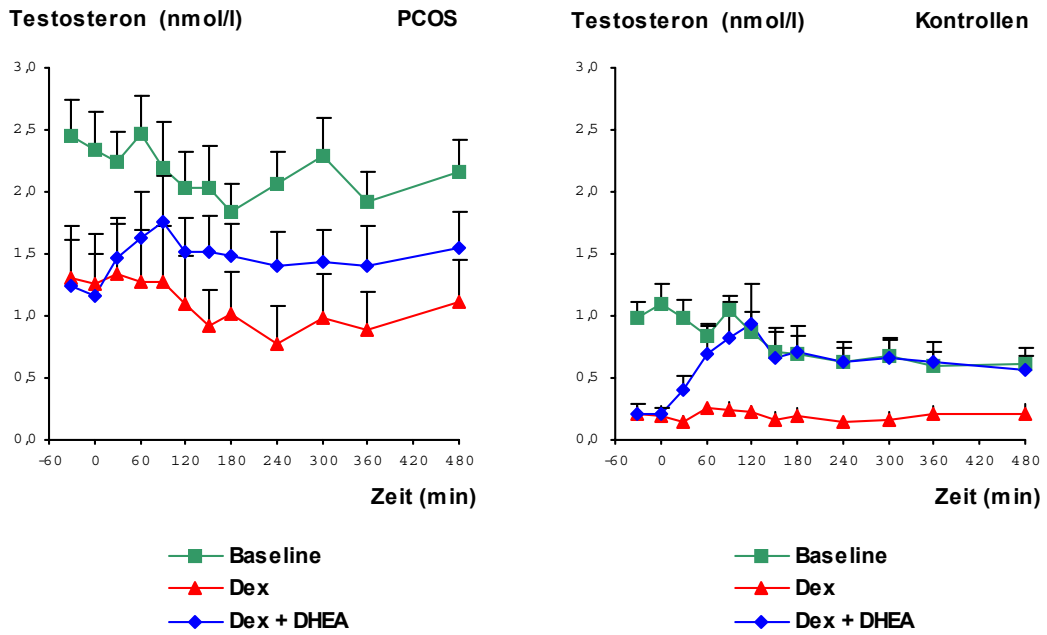 Testosteron (nmol/l) PCOS
3,0
2,5
2,0
1,5
1,0
0,5
0,0
-60 0 60 120 180 240 300 360 420 480
Zeit (min)
Baseline
Dex
Dex + DHEA
Testosteron (nmol/l) Kontrollen
3,0
2,5
2,0
1,5
1,0
0,5
0,0
-60 0 60 120 180 240 300 360 420 480
Zeit (min)
Baseline
Dex
Dex + DHEA